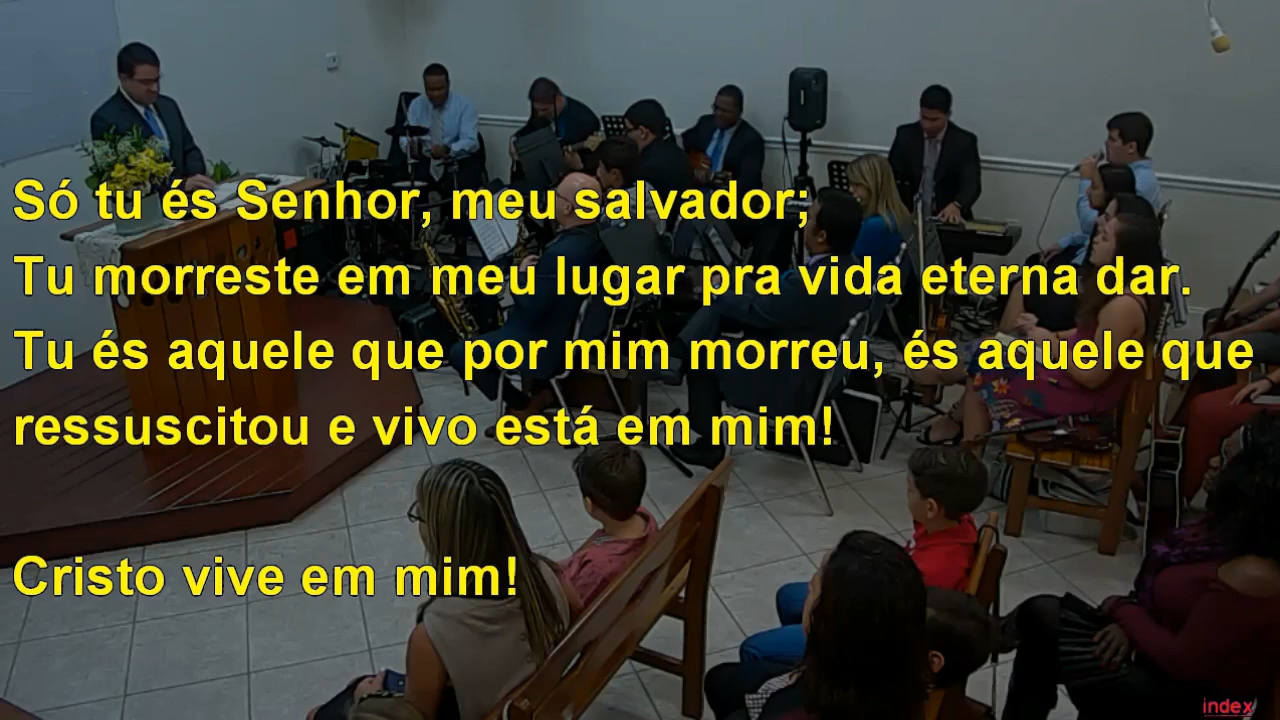 Só tu és Senhor, meu salvador;
Tu morreste em meu lugar pra vida eterna dar.
Tu és aquele que por mim morreu, és aquele que
ressuscitou e vivo está em mim!
Cristo vive em mim!
index